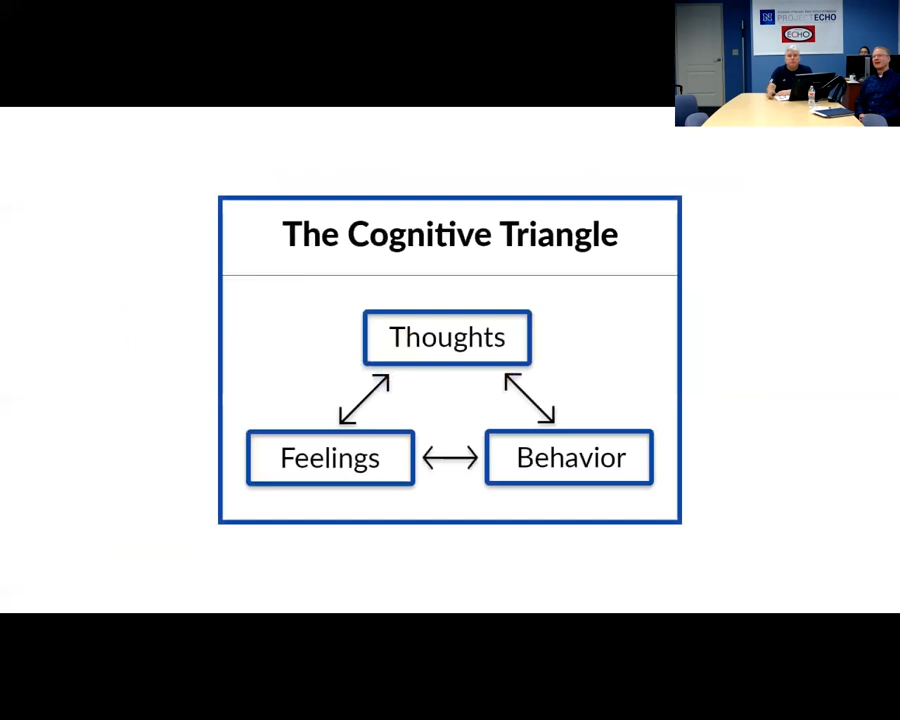 PROJECT ECHO
ECHO
The Cognitive Triangle
Thoughts
Feelings
Behavior